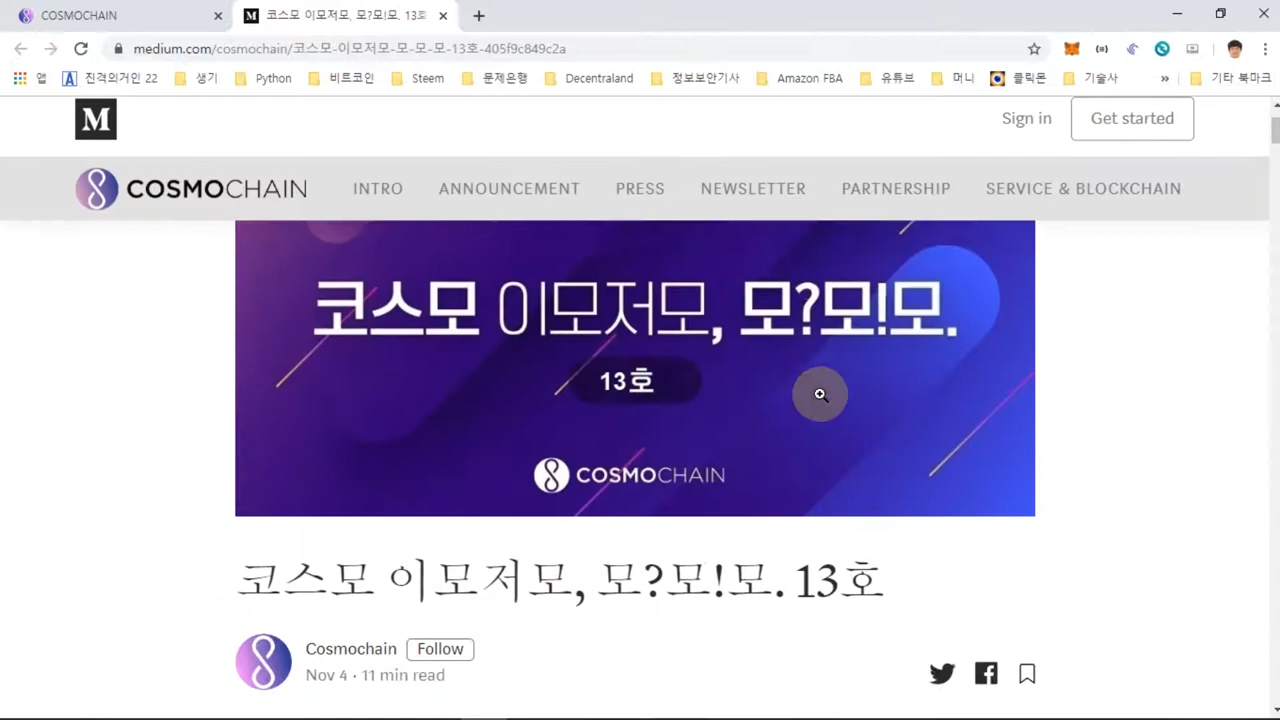 COSMOCHAIN
코스모 이모저모, 모?모!모. 13호
medium.com/cosmochain/코스모-이모저모-모-모-모-13호-405f9c849c2a
앱 진격의거인 22 생기 Python 비트코인 Steem 문제은행 Decentraland 정보보안기사 Amazon FBA 유튜브 머니 클릭몬 기술사 » 기타 북마크
M
Sign in
Get started
COSMOCHAIN INTRO ANNOUNCEMENT PRESS NEWSLETTER PARTNERSHIP SERVICE & BLOCKCHAIN
코스모 이모저모, 모?모!모.
13호
COSMOCHAIN
코스모 이모저모, 모?모!모. 13호
Cosmochain Follow
Nov 4 · 11 min read